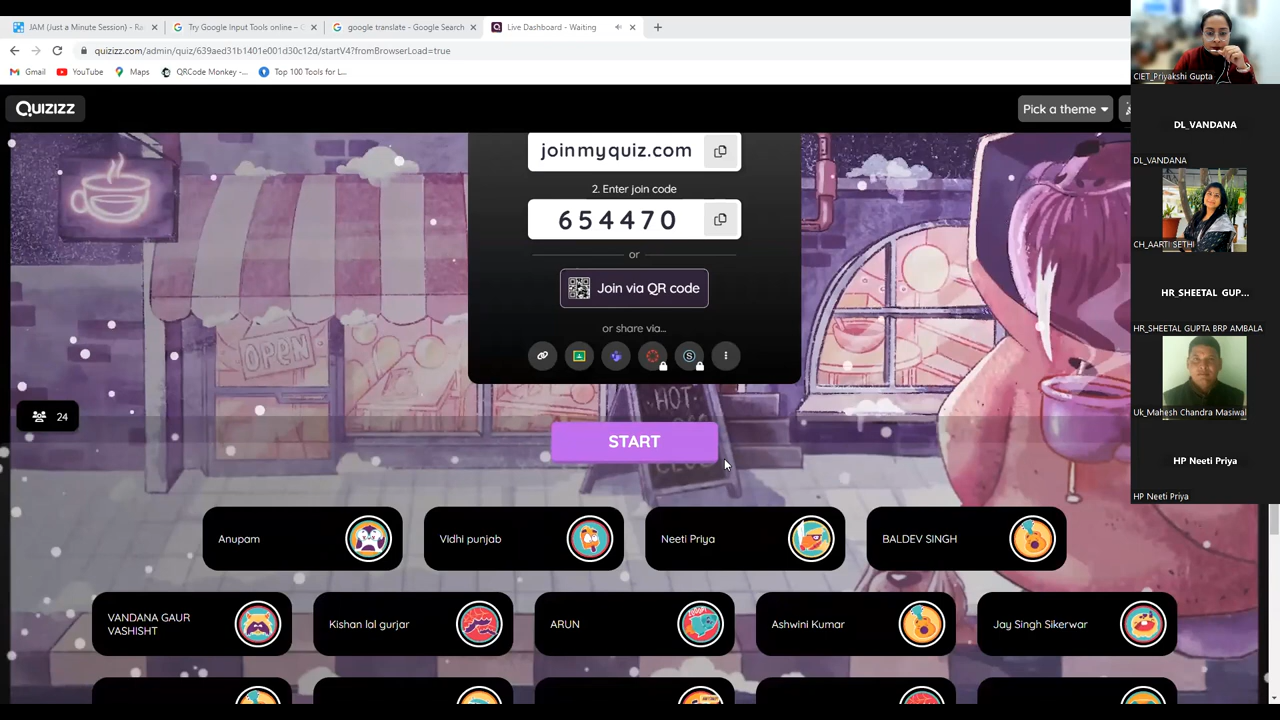 JAM (Just a Minute Session) - Ra
Try Google Input Tools online –
google translate - Google Search
Live Dashboard - Waiting
quizizz.com/admin/quiz/639aed31b1401e001d30c12d/startV4?fromBrowserLoad=true
Gmail
YouTube
Maps
QRCode Monkey -...
Top 100 Tools for L...
QUIZIZZ
Pick a theme
joinmyquiz.com
2. Enter join code
654470
or
Join via QR code
or share via...
OPEN
HOT
24
START
Anupam
VIdhi punjab
Neeti Priya
BALDEV SINGH
VANDANA GAUR
VASHISHT
Kishan lal gurjar
ARUN
Ashwini Kumar
Jay Singh Sikerwar
CIET_Priyakshi Gupta
DL_VANDANA
DL_VANDANA
CH_AARTI SETHI
HR_SHEETAL GUP...
HR_SHEETAL GUPTA BRP AMBALA
Uk_Mahesh Chandra Masiwal
HP Neeti Priya
HP Neeti Priya